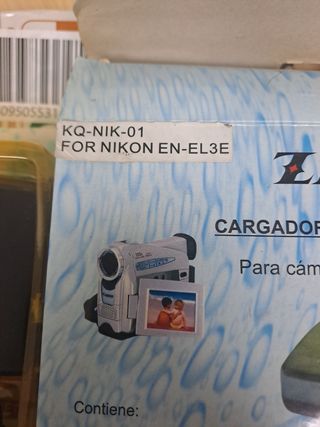 KQ-NIK-01
FOR NIKON EN-EL3E
CARGADOR
Para cám
Contiene: